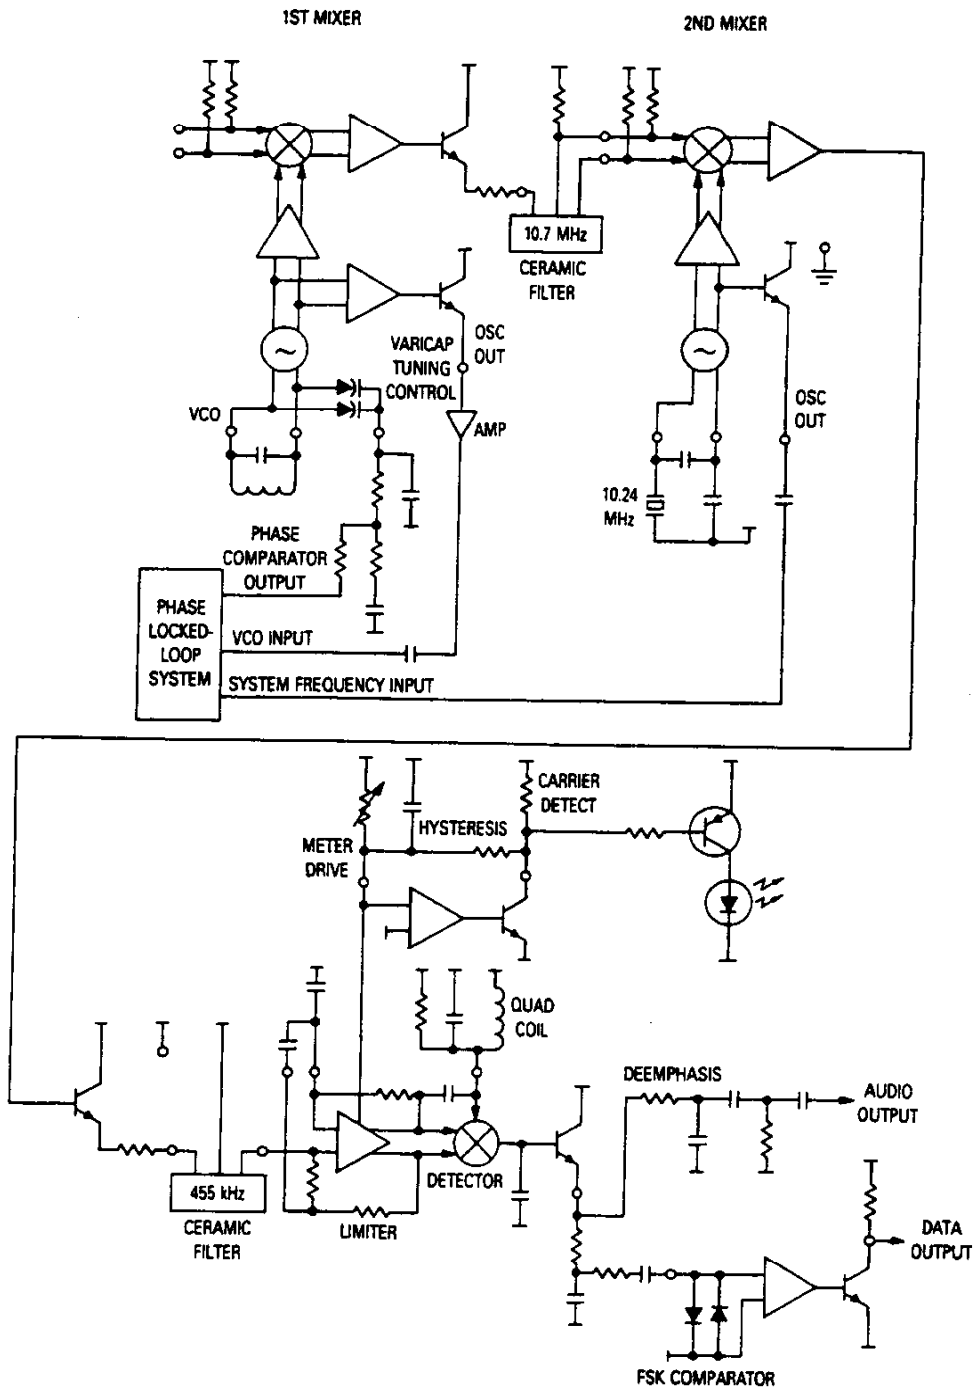 1ST MIXER
2ND MIXER
10.7 MHz
CERAMIC
FILTER
VARICAP
TUNING
CONTROL
OSC
OUT
VCO
AMP
OSC
OUT
10.24
MHz
PHASE
COMPARATOR
OUTPUT
PHASE
LOCKED-
LOOP
SYSTEM
VCO INPUT
SYSTEM FREQUENCY INPUT
CARRIER
DETECT
HYSTERESIS
METER
DRIVE
QUAD
COIL
DEEMPHASIS
AUDIO
OUTPUT
455 kHz
CERAMIC
FILTER
LIMITER
DETECTOR
DATA
OUTPUT
FSK COMPARATOR